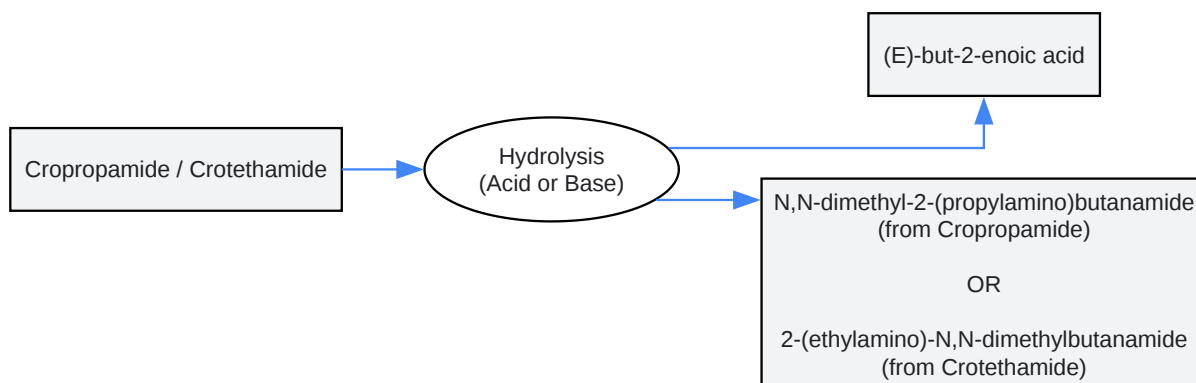 (E)-but-2-enoic acid
Cropropamide / Crotethamide
Hydrolysis
(Acid or Base)
N,N-dimethyl-2-(propylamino)butanamide
(from Cropropamide)
OR
2-(ethylamino)-N,N-dimethylbutanamide
(from Crotethamide)